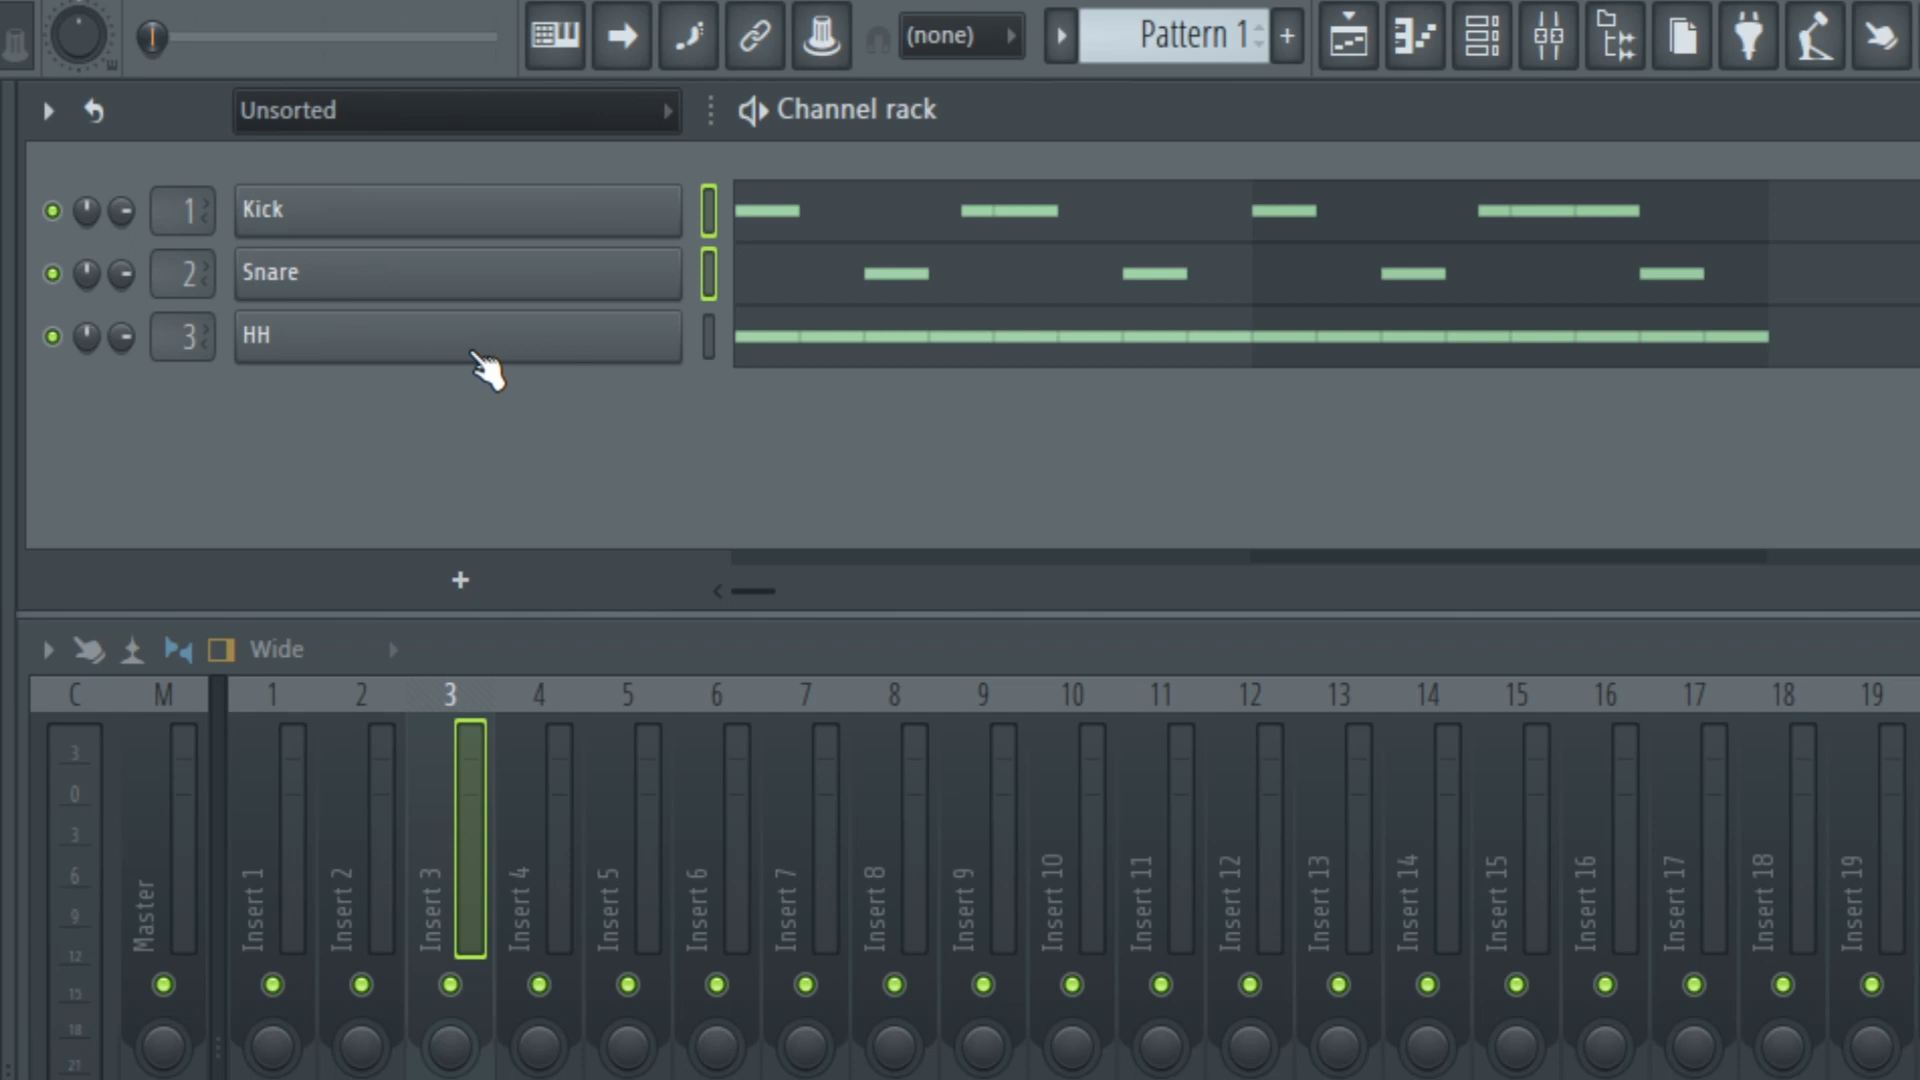 (none)
Pattern 1
+
Unsorted
Channel rack
1 Kick
2 Snare
3 HH
+
Wide
C M 1 2 3 4 5 6 7 8 9 10 11 12 13 14 15 16 17 18 19
3
0
3
6
9
12
15
18
21
Master
Insert 1
Insert 2
Insert 3
Insert 4
Insert 5
Insert 6
Insert 7
Insert 8
Insert 9
Insert 10
Insert 11
Insert 12
Insert 13
Insert 14
Insert 15
Insert 16
Insert 17
Insert 18
Insert 19